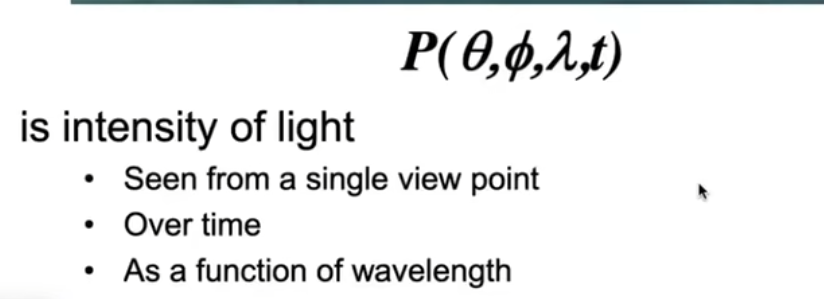 P(θ,ϕ,λ,t)
is intensity of light
• Seen from a single view point
• Over time
• As a function of wavelength